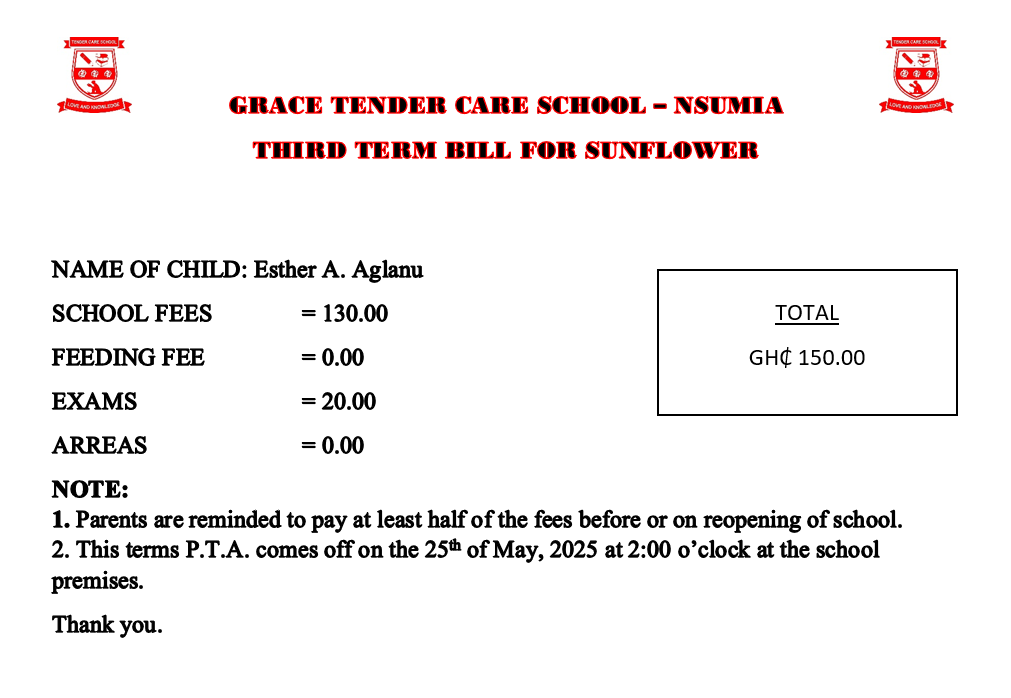 TENDER CARE SCHOOL
LOVE AND KNOWLEDGE
TENDER CARE SCHOOL
LOVE AND KNOWLEDGE
GRACE TENDER CARE SCHOOL – NSUMIA
THIRD TERM BILL FOR SUNFLOWER
NAME OF CHILD: Esther A. Aglanu
SCHOOL FEES = 130.00
FEEDING FEE = 0.00
EXAMS = 20.00
ARREAS = 0.00
TOTAL
GH₵ 150.00
NOTE:
1. Parents are reminded to pay at least half of the fees before or on reopening of school.
2. This terms P.T.A. comes off on the 25th of May, 2025 at 2:00 o’clock at the school
premises.
Thank you.